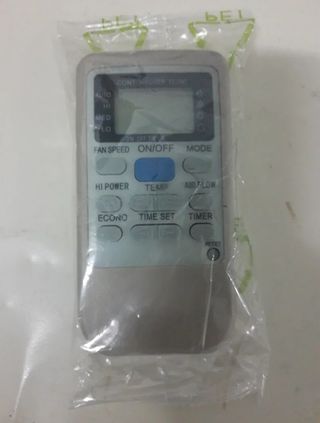 PET
AUTO
HI
MED
LO
FAN SPEED ON/OFF MODE
HI POWER TEMP AIR FLOW
ECONO TIME SET TIMER
RESET